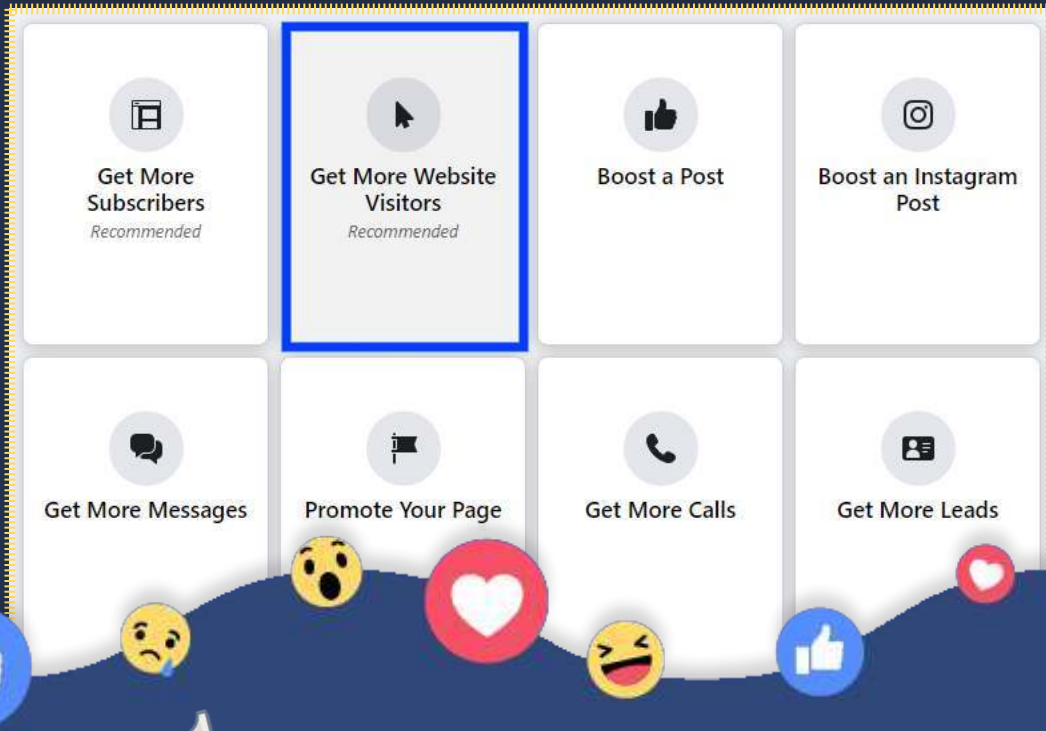 Get More
Subscribers
Recommended
Get More Website
Visitors
Recommended
Boost a Post
Boost an Instagram
Post
Get More Messages
Promote Your Page
Get More Calls
Get More Leads